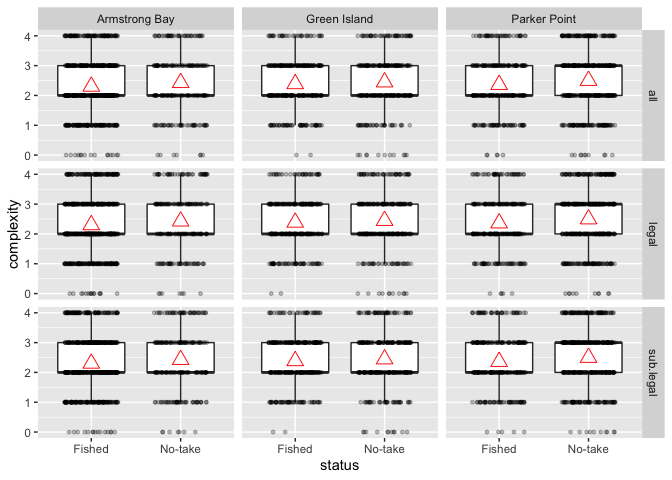 Armstrong Bay Green Island Parker Point
4
3
2
1
0
all
4
3
2
1
0
legal
4
3
2
1
0
sub.legal
complexity
Fished No-take Fished No-take Fished No-take
status